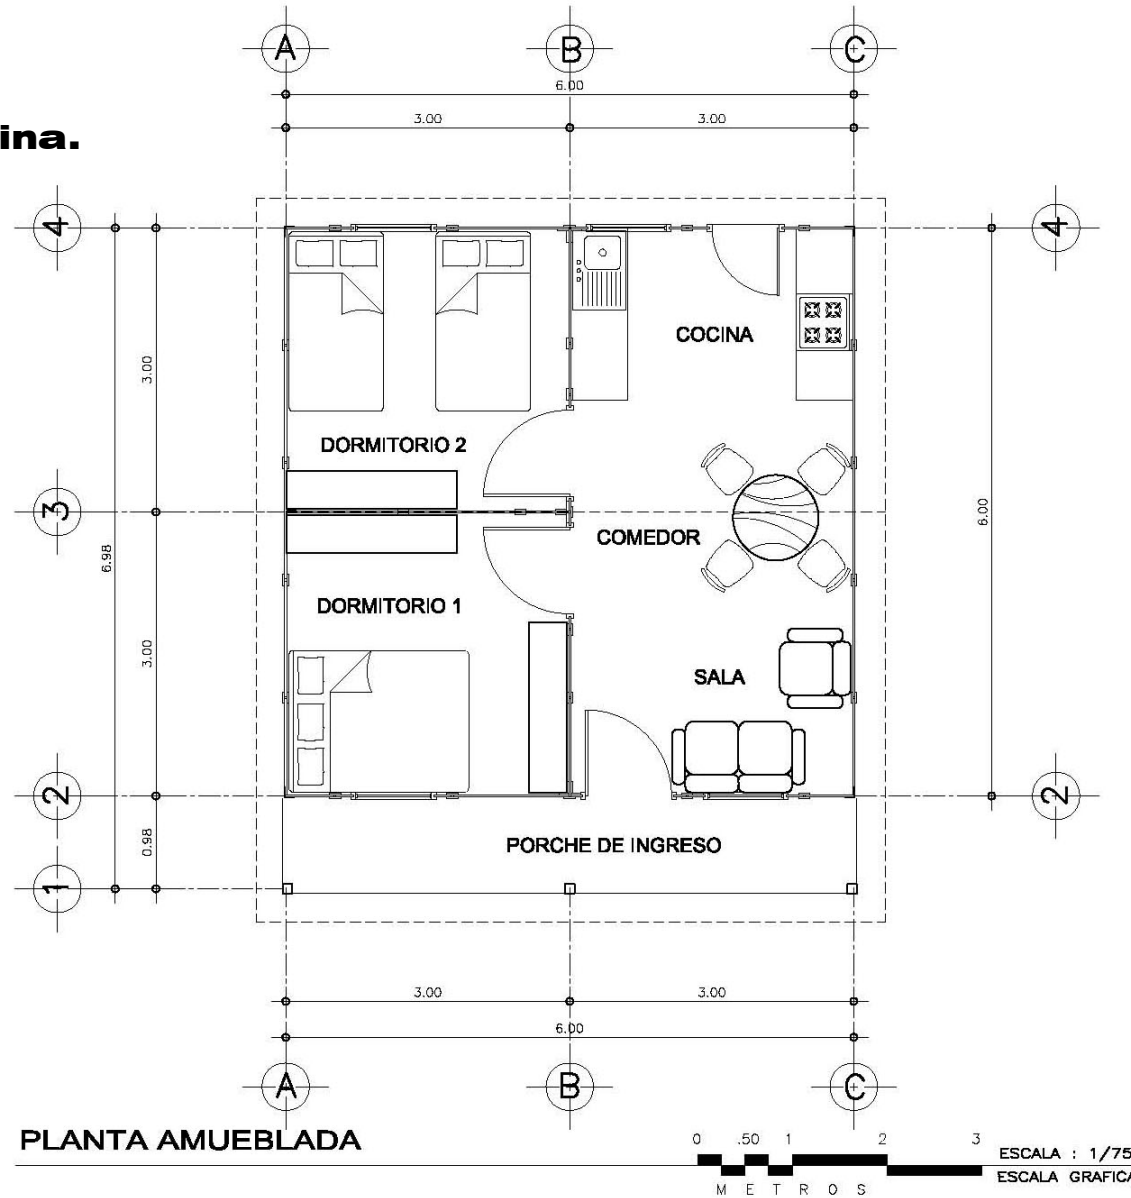 A B C
6.00
3.00 3.00
ina.
4 4
COCINA
3.00
DORMITORIO 2
3
6.00
COMEDOR
6.98
DORMITORIO 1
3.00
SALA
2 2
0.98
PORCHE DE INGRESO
1
3.00 3.00
6.00
A B C
PLANTA AMUEBLADA
0 .50 1 2 3
ESCALA : 1/75
ESCALA GRAFICA
METROS